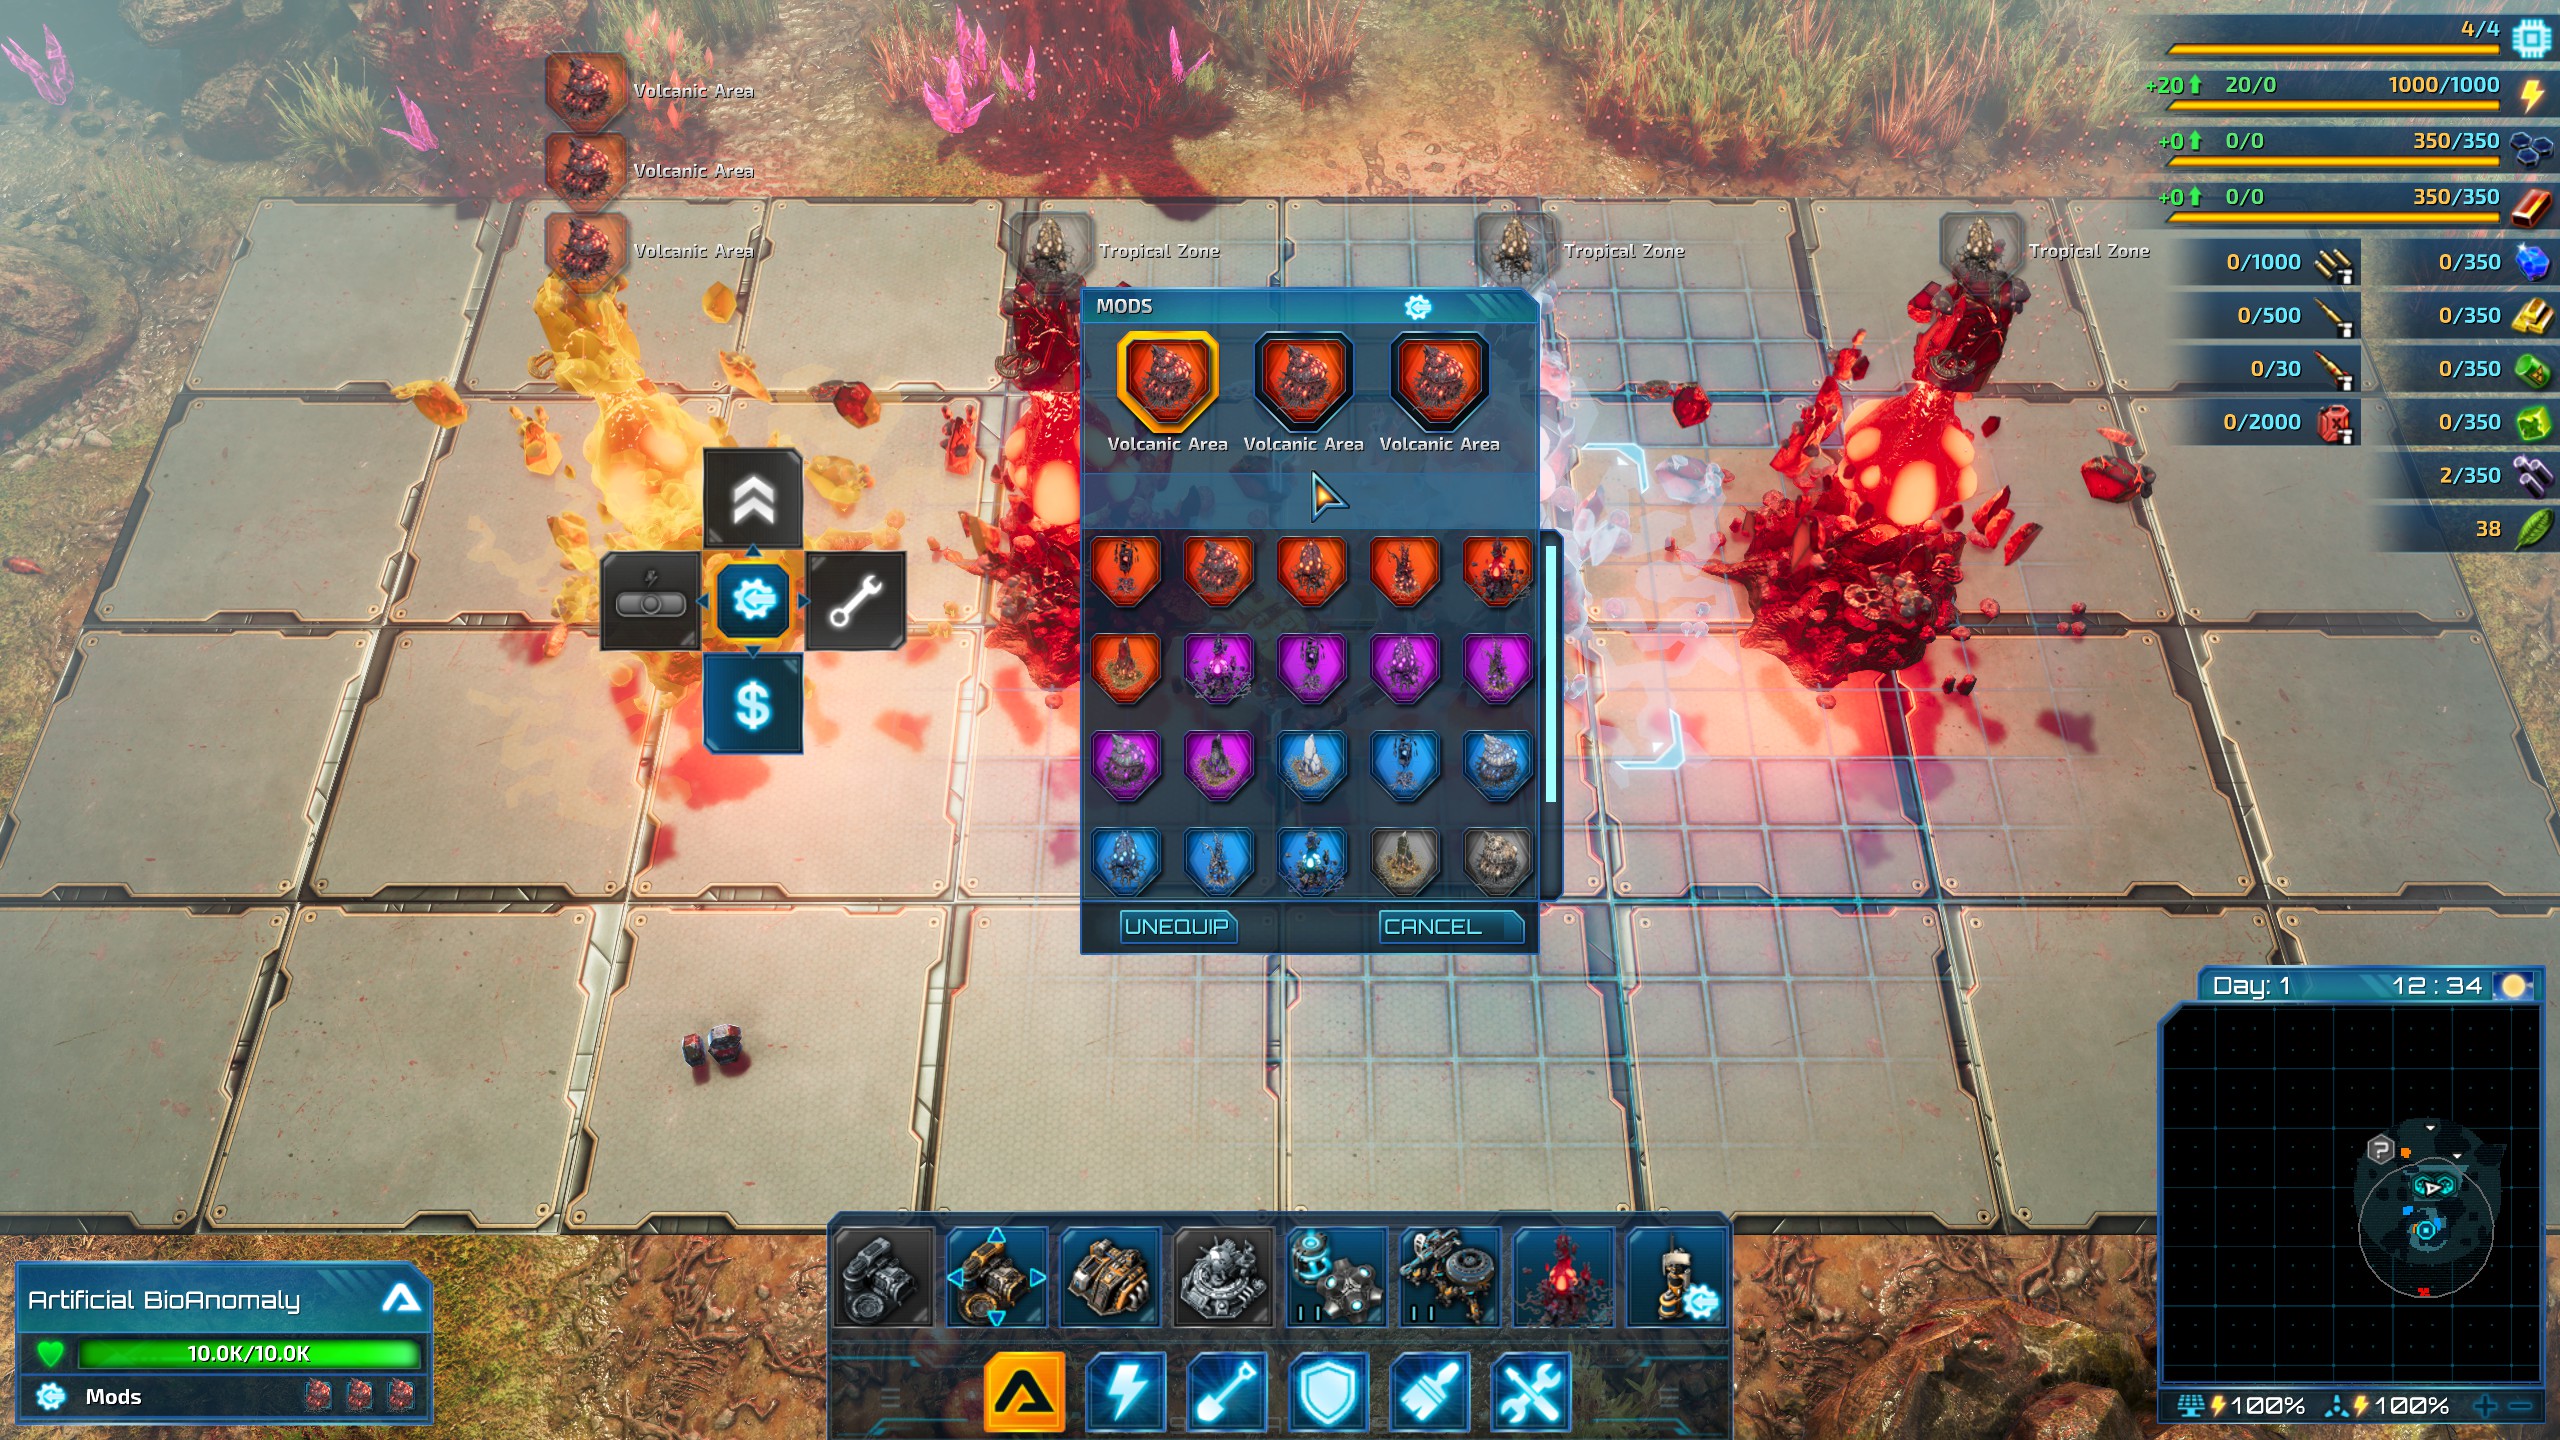 4/4
+20 20/0 1000/1000
+0 0/0 350/350
+0 0/0 350/350
0/1000 0/350
0/500 0/350
0/30 0/350
0/2000 0/350
2/350
38
Volcanic Area
Volcanic Area
Volcanic Area
Tropical Zone
Tropical Zone
Tropical Zone
MODS
Volcanic Area Volcanic Area Volcanic Area
$
UNEQUIP CANCEL
Day: 1 12:34
?
100% 100%
Artificial BioAnomaly
10.0K/10.0K
Mods